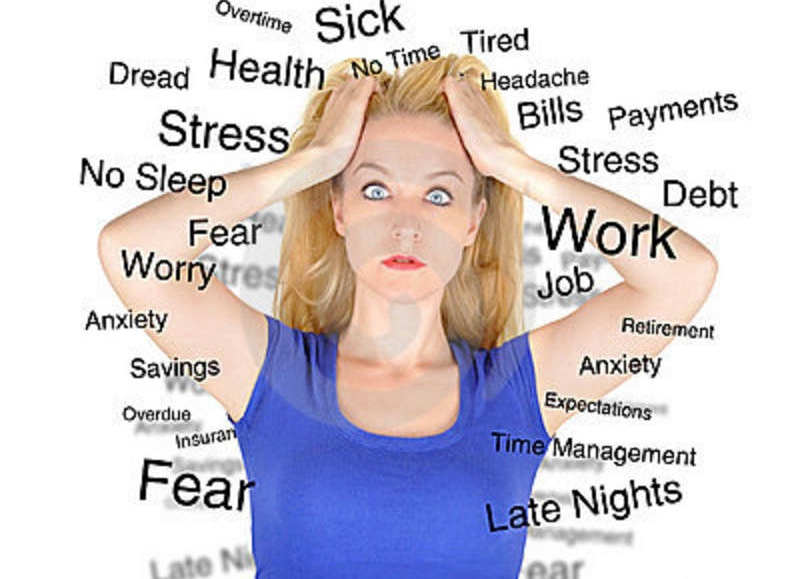 Overtime
Sick
No Time
Tired
Dread
Health
Headache
Bills
Payments
Stress
Stress
No Sleep
Debt
Fear
Work
Worry
Job
Anxiety
Retirement
Savings
Anxiety
Overdue
Expectations
Insuran
Time Management
Fear
Late Nights
Late Ni
ear